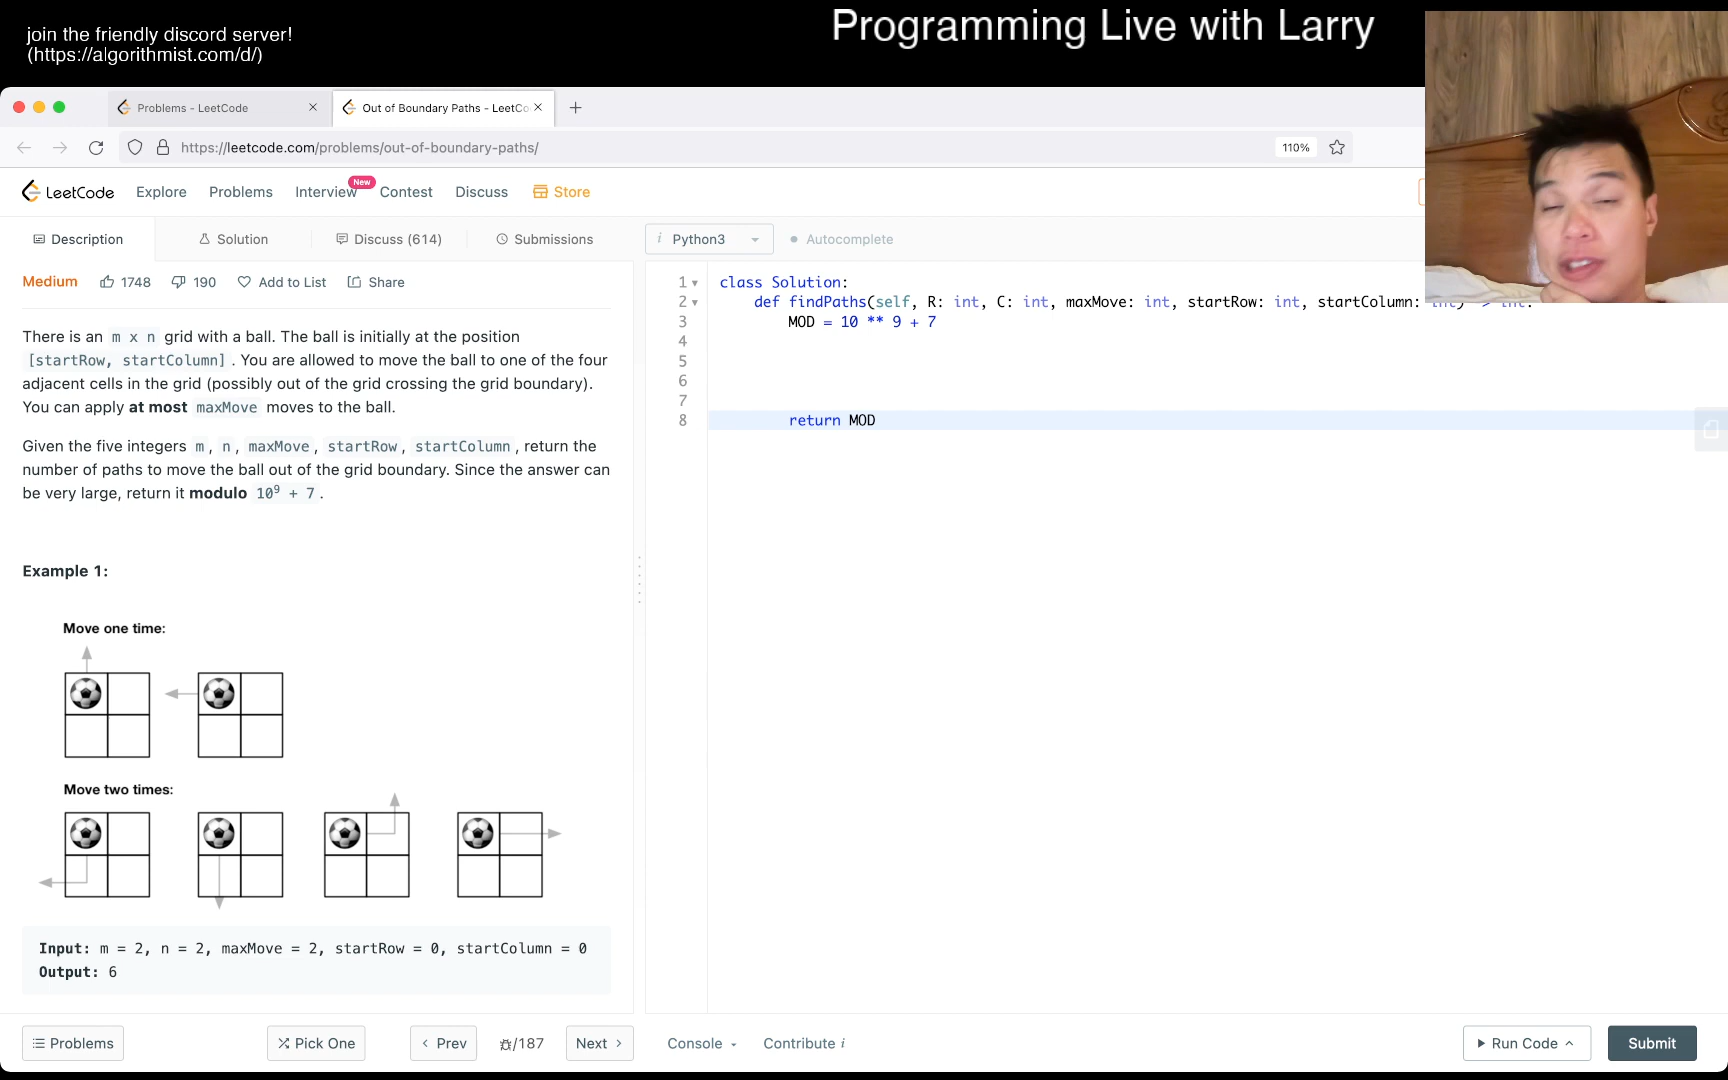 join the friendly discord server!
(https://algorithmist.com/d/)
Programming Live with Larry
Problems - LeetCode
Out of Boundary Paths - LeetCo
https://leetcode.com/problems/out-of-boundary-paths/
110%
LeetCode
Explore
Problems
Interview
New
Contest
Discuss
Store
Description
Solution
Discuss (614)
Submissions
i Python3
Autocomplete
Medium
1748
190
Add to List
Share
There is an m x n grid with a ball. The ball is initially at the position
[startRow, startColumn]. You are allowed to move the ball to one of the four
adjacent cells in the grid (possibly out of the grid crossing the grid boundary).
You can apply at most maxMove moves to the ball.
Given the five integers m, n, maxMove, startRow, startColumn, return the
number of paths to move the ball out of the grid boundary. Since the answer can
be very large, return it modulo 10⁹ + 7.
Example 1:
Move one time:
Move two times:
Input: m = 2, n = 2, maxMove = 2, startRow = 0, startColumn = 0
Output: 6
1 class Solution:
2 def findPaths(self, R: int, C: int, maxMove: int, startRow: int, startColumn:
3 MOD = 10 ** 9 + 7
4
5
6
7
8 return MOD
Problems
Pick One
Prev
/187
Next
Console
Contribute i
Run Code
Submit